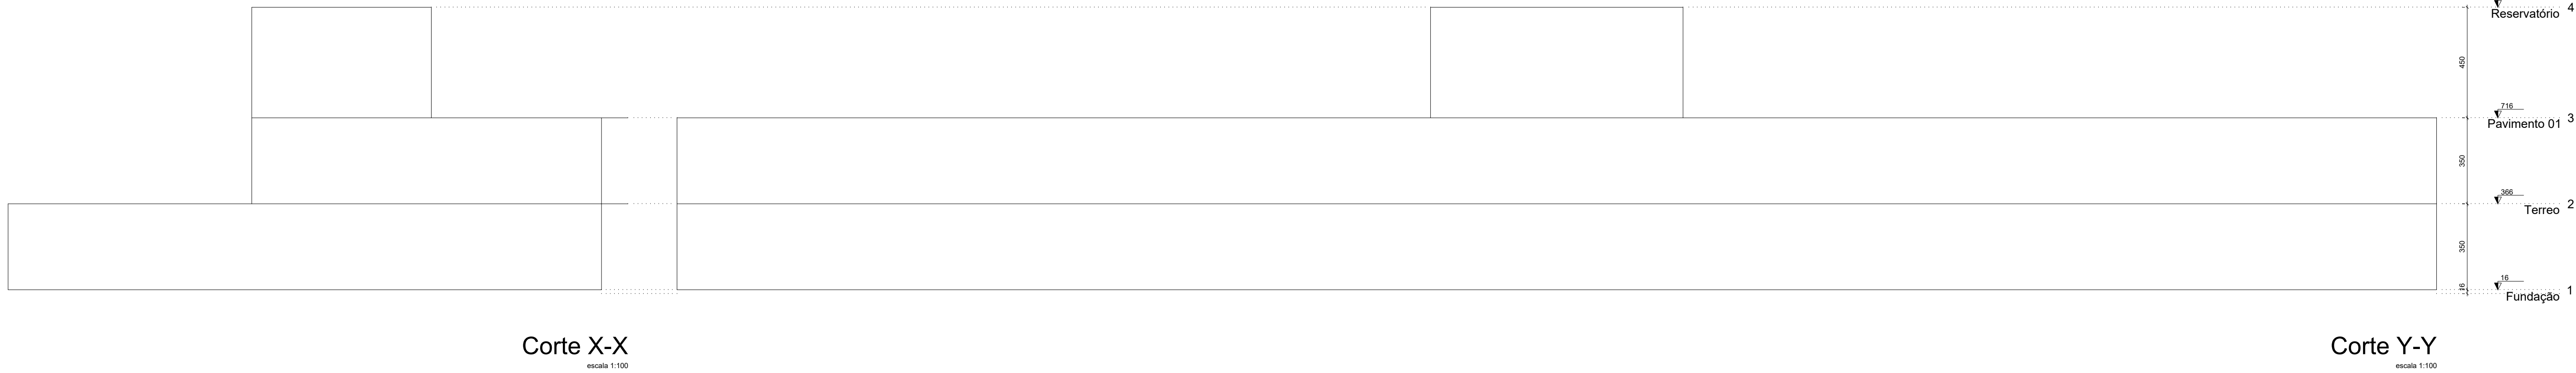 Reservatório 4
450
716
Pavimento 01 3
350
366
Terreo 2
350
16
16
Fundação 1
Corte X-X
escala 1:100
Corte Y-Y
escala 1:100